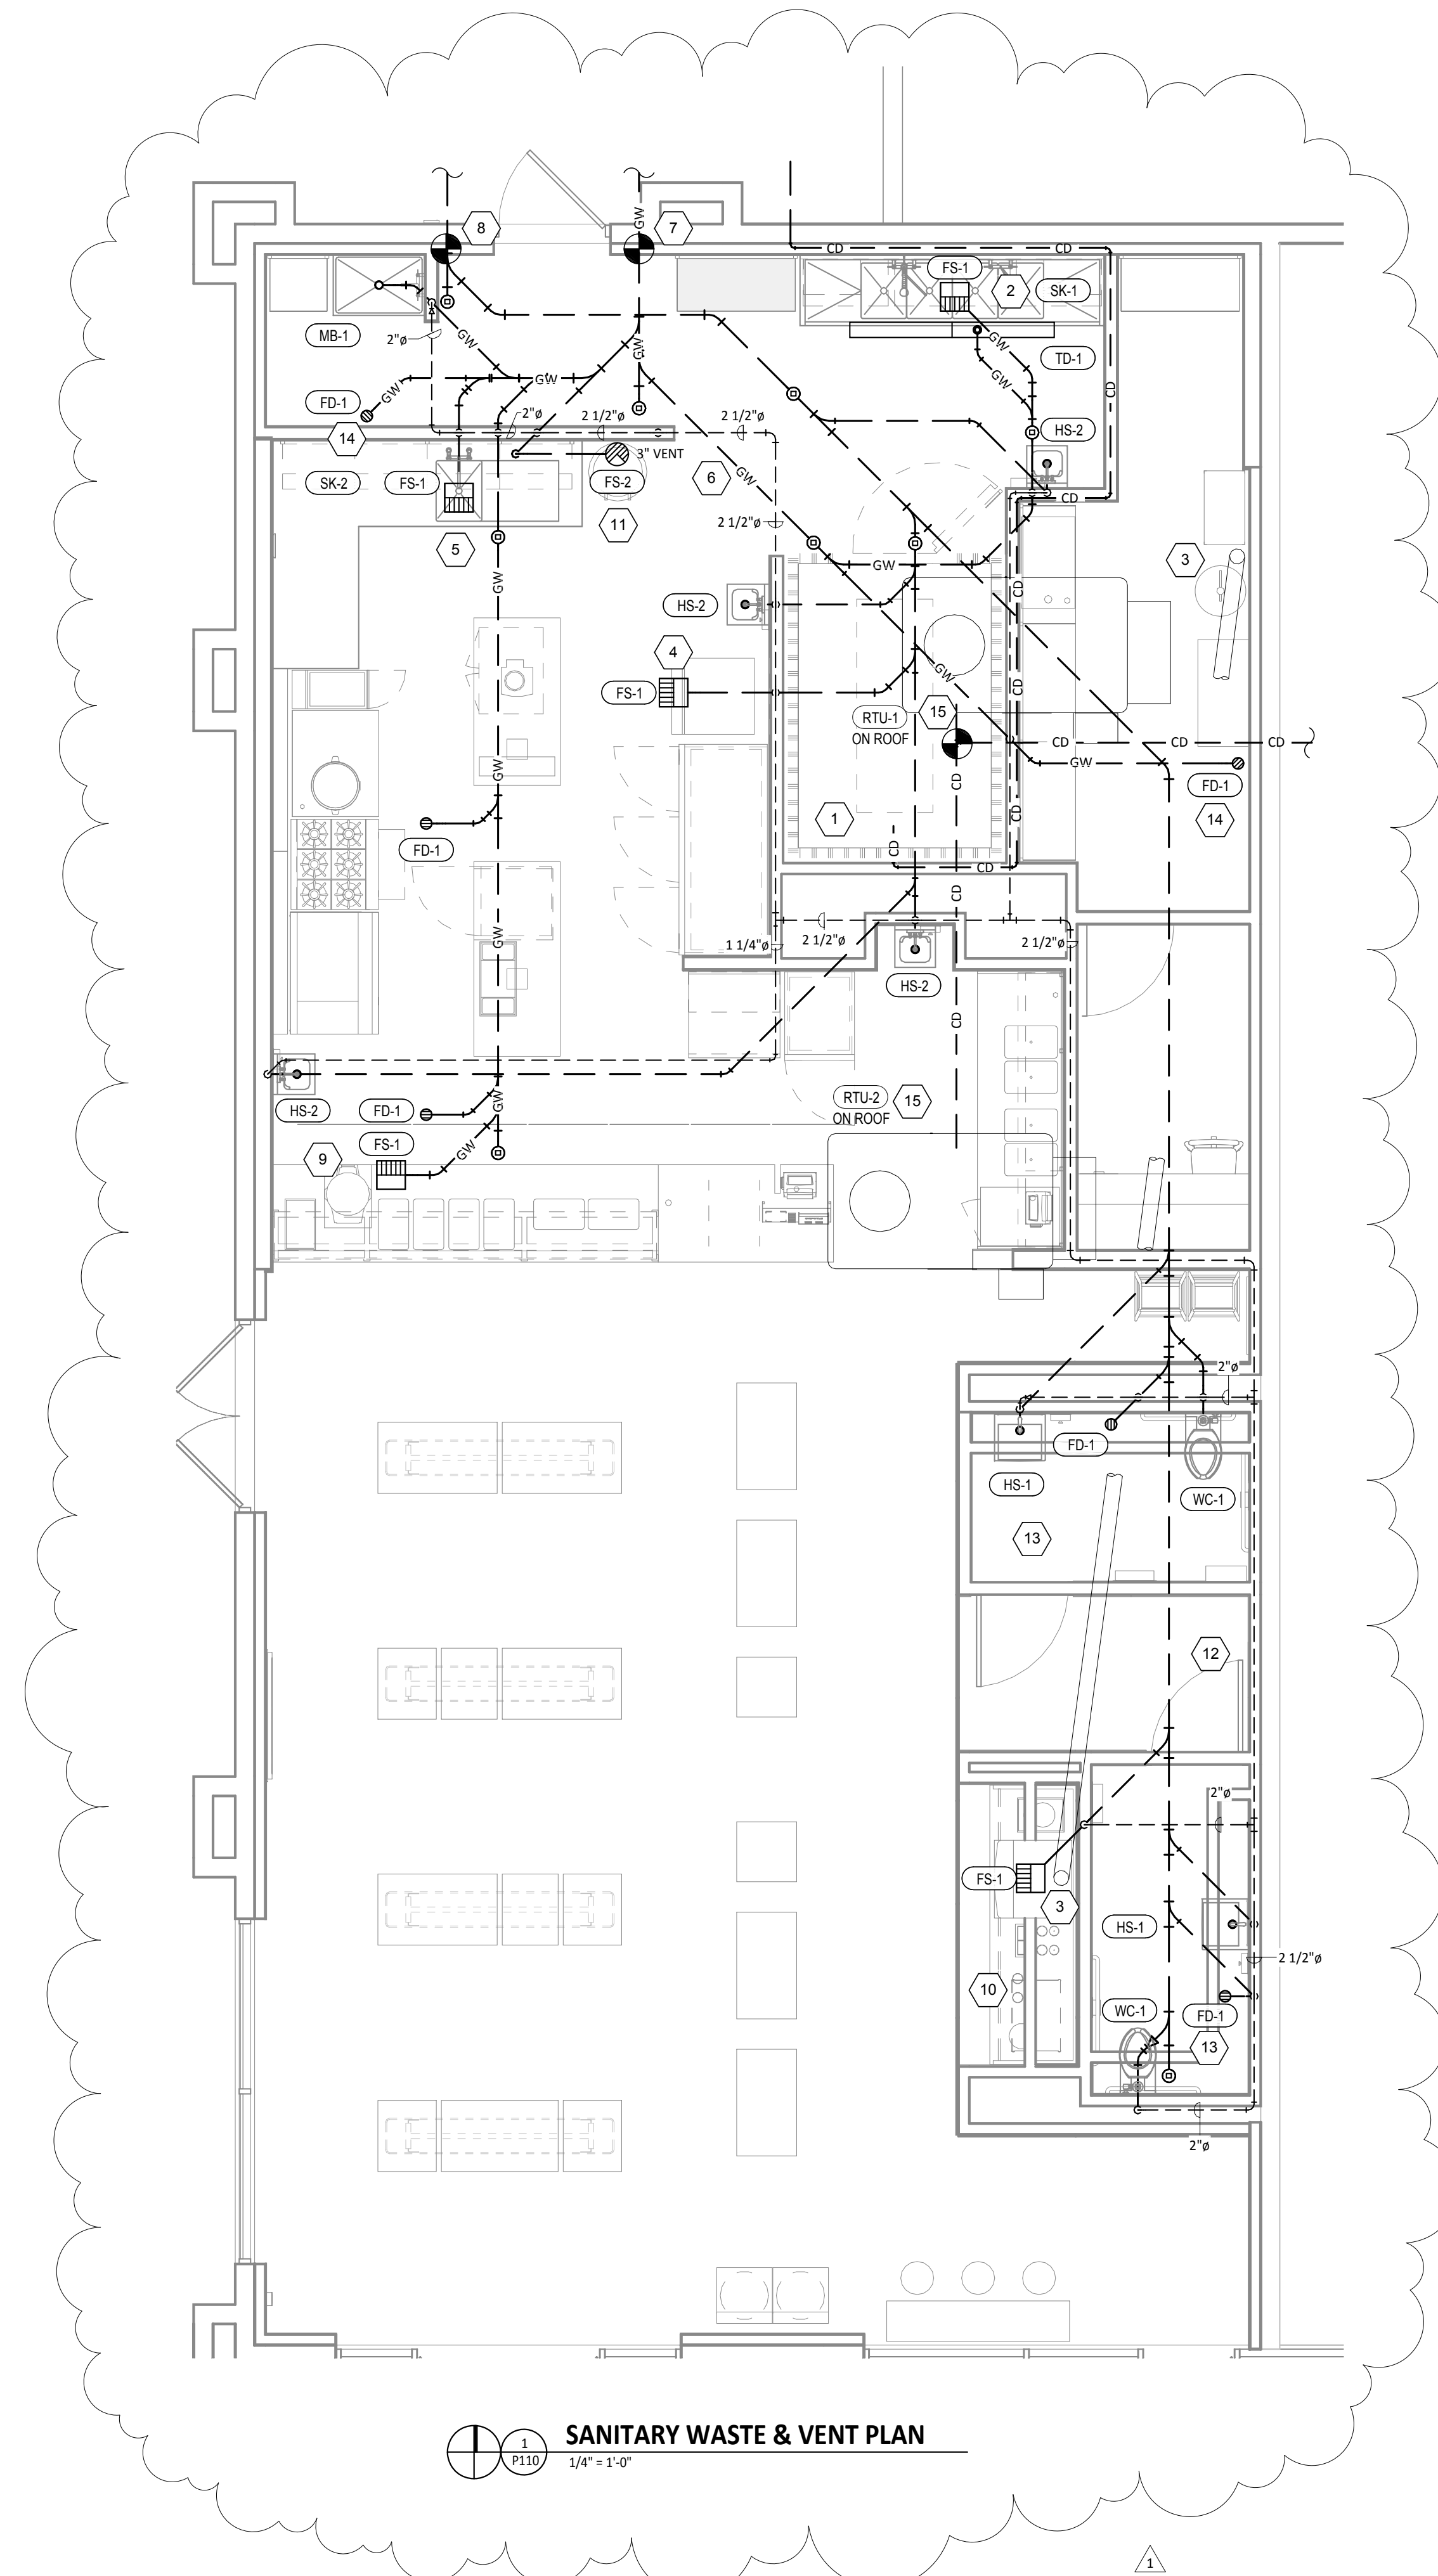 8
7
GW
CD
CD
FS-1
2
SK-1
MB-1
2"ø
GW
GW
GW
TD-1
GW
FD-1
GW
GW
CD
2"ø
2 1/2"ø
2 1/2"ø
HS-2
14
3" VENT
SK-2
FS-1
FS-2
6
GW
CD
11
2 1/2"ø
5
3
GW
GW
CD
HS-2
4
GW
FS-1
CD
RTU-1
15
ON ROOF
CD
CD
CD
GW
GW
CD
FD-1
1
CD
14
FD-1
CD
CD
CD
GW
1 1/4"ø
2 1/2"ø
2 1/2"ø
HS-2
CD
RTU-2
15
ON ROOF
HS-2
FD-1
GW
FS-1
GW
9
2"ø
FD-1
HS-1
WC-1
13
12
2"ø
FS-1
3
HS-1
2 1/2"ø
10
WC-1
FD-1
13
2"ø
1
P110
SANITARY WASTE & VENT PLAN
1/4" = 1'-0"
1